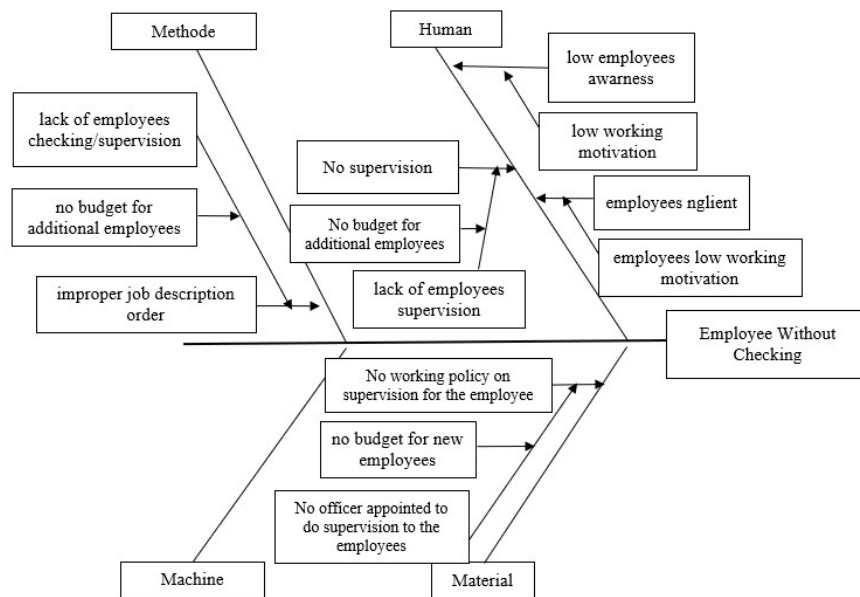 Methode
Human
low employees
awarness
lack of employees
checking/supervision
low working
motivation
No supervision
employees nglient
no budget for
additional employees
No budget for
additional employees
employees low working
motivation
improper job description
order
lack of employees
supervision
Employee Without
Checking
No working policy on
supervision for the employee
no budget for new
employees
No officer appointed to
do supervision to the
employees
Machine
Material